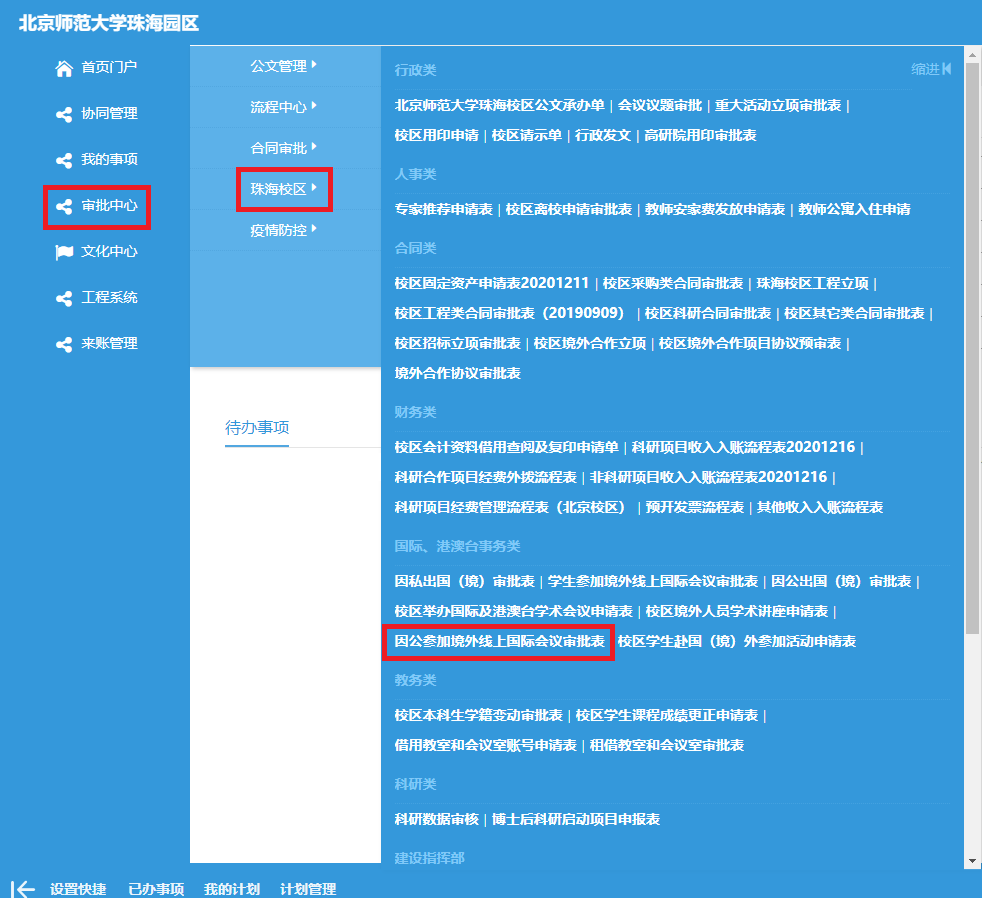 北京师范大学珠海园区
首页门户
协同管理
我的事项
审批中心
文化中心
工程系统
来账管理
公文管理
流程中心
合同审批
珠海校区
疫情防控
待办事项
行政类
缩进
北京师范大学珠海校区公文承办单 | 会议议题审批 | 重大活动立项审批表 |
校区用印申请 | 校区请示单 | 行政发文 | 高研院用印审批表
人事类
专家推荐申请表 | 校区离校申请审批表 | 教师安家费发放申请表 | 教师公寓入住申请
合同类
校区固定资产申请表20201211 | 校区采购类合同审批表 | 珠海校区工程立项 |
校区工程类合同审批表（20190909） | 校区科研合同审批表 | 校区其它类合同审批表 |
校区招标立项审批表 | 校区境外合作立项 | 校区境外合作项目协议预审表 |
境外合作协议审批表
财务类
校区会计资料借用查阅及复印申请单 | 科研项目收入入账流程表20201216 |
科研合作项目经费外拨流程表 | 非科研项目收入入账流程表20201216 |
科研项目经费管理流程表（北京校区） | 预开发票流程表 | 其他收入入账流程表
国际、港澳台事务类
因私出国（境）审批表 | 学生参加境外线上国际会议审批表 | 因公出国（境）审批表 |
校区举办国际及港澳台学术会议申请表 | 校区境外人员学术讲座申请表 |
因公参加境外线上国际会议审批表 校区学生赴国（境）外参加活动申请表
教务类
校区本科生学籍变动审批表 | 校区学生课程成绩更正申请表 |
借用教室和会议室账号申请表 | 租借教室和会议室审批表
科研类
科研数据审核 | 博士后科研启动项目申报表
建设指挥部
设置快捷 已办事项 我的计划 计划管理